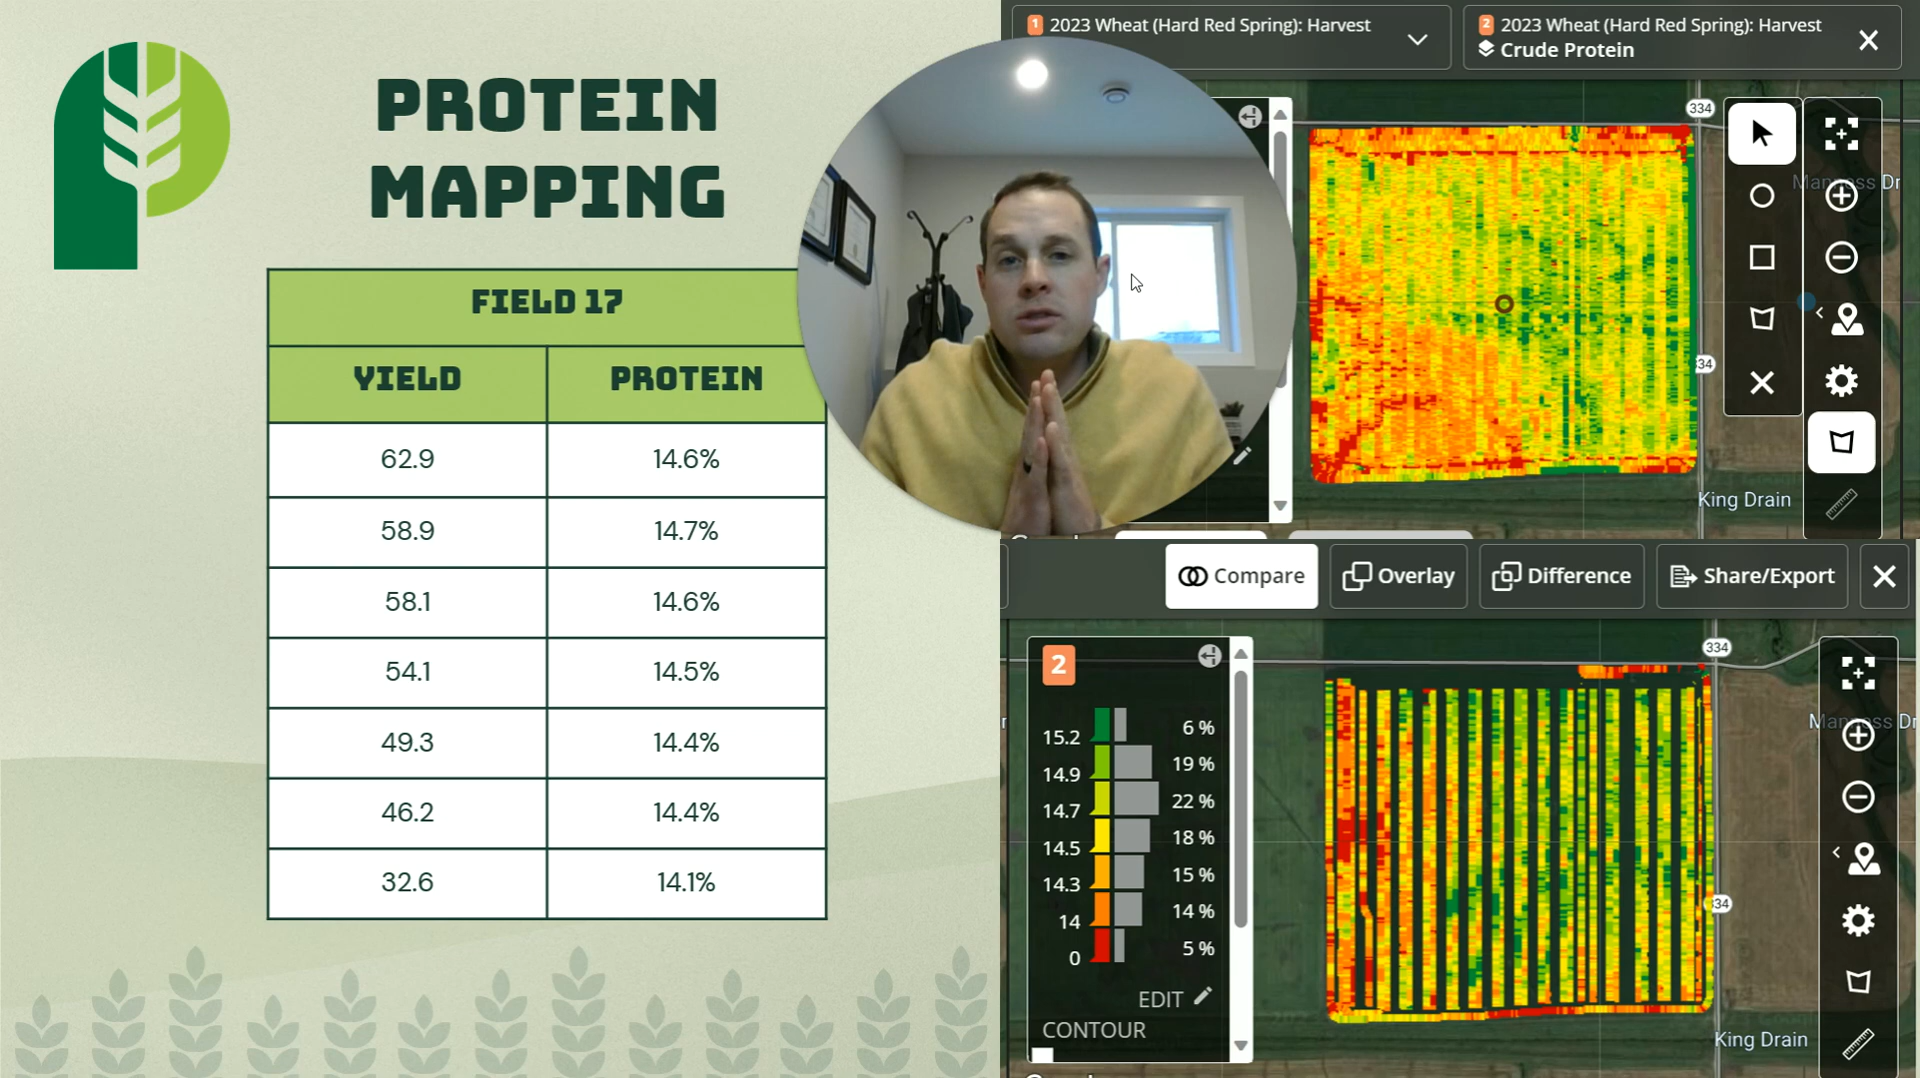 PROTEIN
MAPPING
FIELD 17
YIELD PROTEIN
62.9 14.6%
58.9 14.7%
58.1 14.6%
54.1 14.5%
49.3 14.4%
46.2 14.4%
32.6 14.1%
1 2023 Wheat (Hard Red Spring): Harvest
2 2023 Wheat (Hard Red Spring): Harvest
Crude Protein
334
34
King Drain
Compare Overlay Difference Share/Export
2
6 %
15.2
19 %
14.9
22 %
14.7
18 %
14.5
15 %
14.3
14 %
14
5 %
0
EDIT
CONTOUR
334
34
King Drain